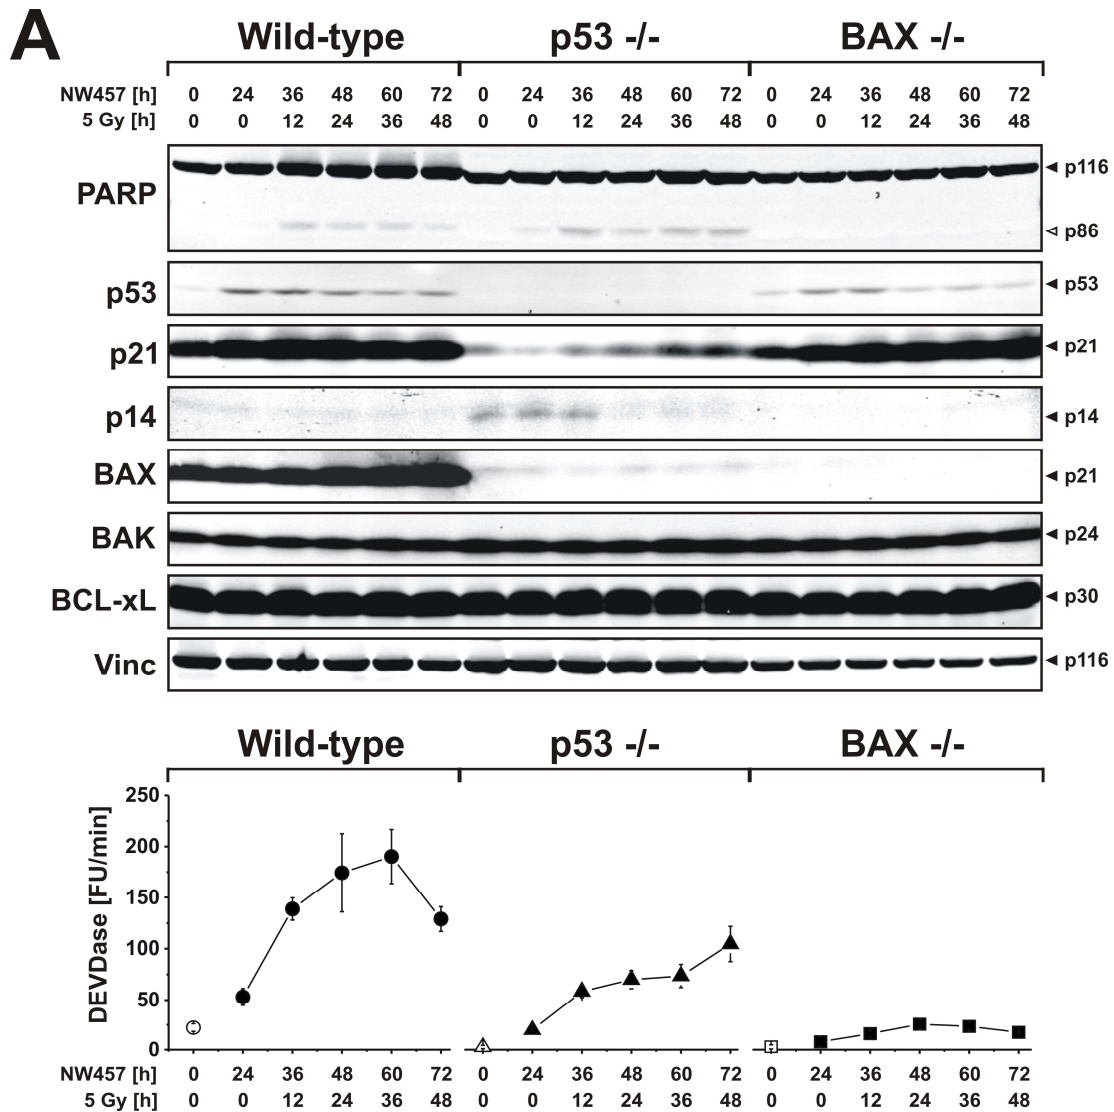 A
Wild-type p53 -/- BAX -/-
NW457 [h] 0 24 36 48 60 72 0 24 36 48 60 72 0 24 36 48 60 72
5 Gy [h] 0 0 12 24 36 48 0 0 12 24 36 48 0 0 12 24 36 48
PARP p116
p86
p53 p53
p21 p21
p14 p14
BAX p21
BAK p24
BCL-xL p30
Vinc p116
Wild-type p53 -/- BAX -/-
DEVDase [FU/min]
250
200
150
100
50
0
NW457 [h] 0 24 36 48 60 72 0 24 36 48 60 72 0 24 36 48 60 72
5 Gy [h] 0 0 12 24 36 48 0 0 12 24 36 48 0 0 12 24 36 48